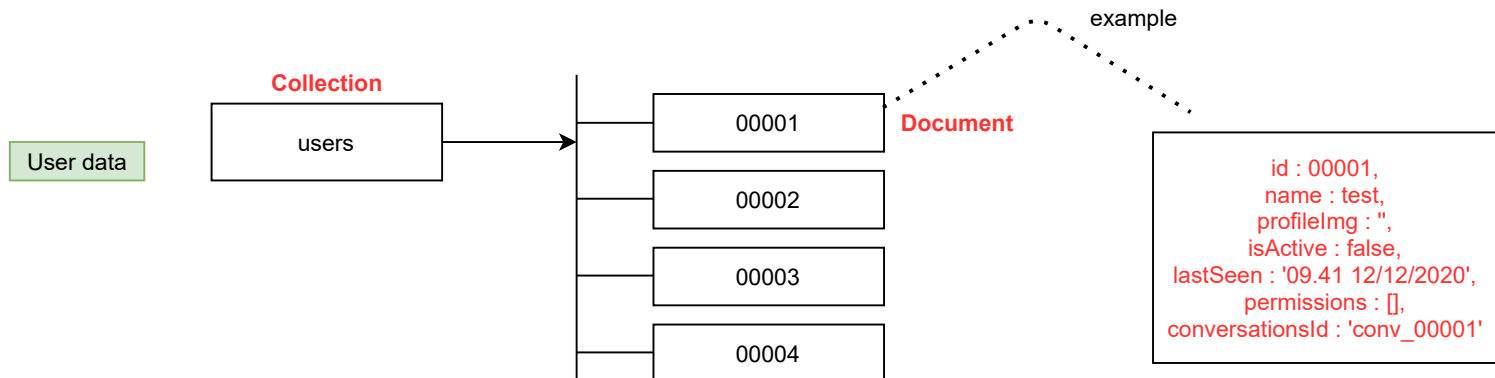 example
Collection
users
User data
00001
Document
00002
00003
00004
id : 00001,
name : test,
profileImg : '',
isActive : false,
lastSeen : '09.41 12/12/2020',
permissions : [],
conversationsId : 'conv_00001'